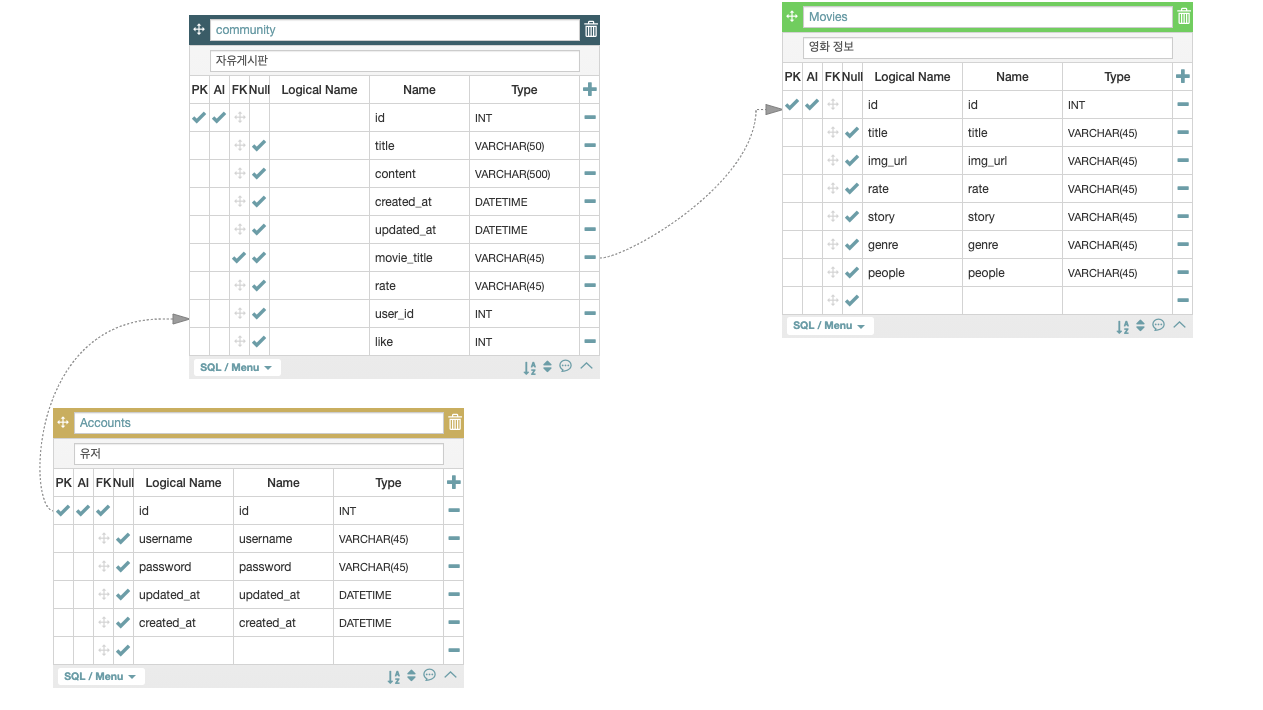 community
자유게시판
PK AI FK Null Logical Name Name Type
id INT
title VARCHAR(50)
content VARCHAR(500)
created_at DATETIME
updated_at DATETIME
movie_title VARCHAR(45)
rate VARCHAR(45)
user_id INT
like INT
SQL / Menu
Movies
영화 정보
PK AI FK Null Logical Name Name Type
id id INT
title title VARCHAR(45)
img_url img_url VARCHAR(45)
rate rate VARCHAR(45)
story story VARCHAR(45)
genre genre VARCHAR(45)
people people VARCHAR(45)
SQL / Menu
Accounts
유저
PK AI FK Null Logical Name Name Type
id id INT
username username VARCHAR(45)
password password VARCHAR(45)
updated_at updated_at DATETIME
created_at created_at DATETIME
SQL / Menu